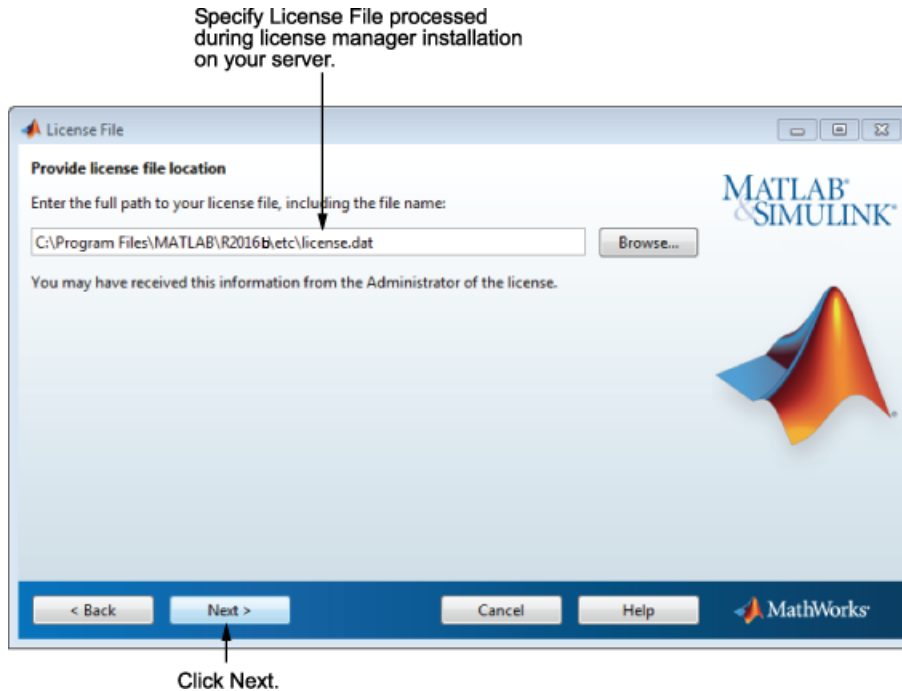 Specify License File processed
during license manager installation
on your server.
License File
Provide license file location
Enter the full path to your license file, including the file name:
C:\Program Files\MATLAB\R2016b\etc\license.dat
Browse...
You may have received this information from the Administrator of the license.
MATLAB®
&SIMULINK®
®
< Back
Next >
Cancel
Help
MathWorks®
Click Next.